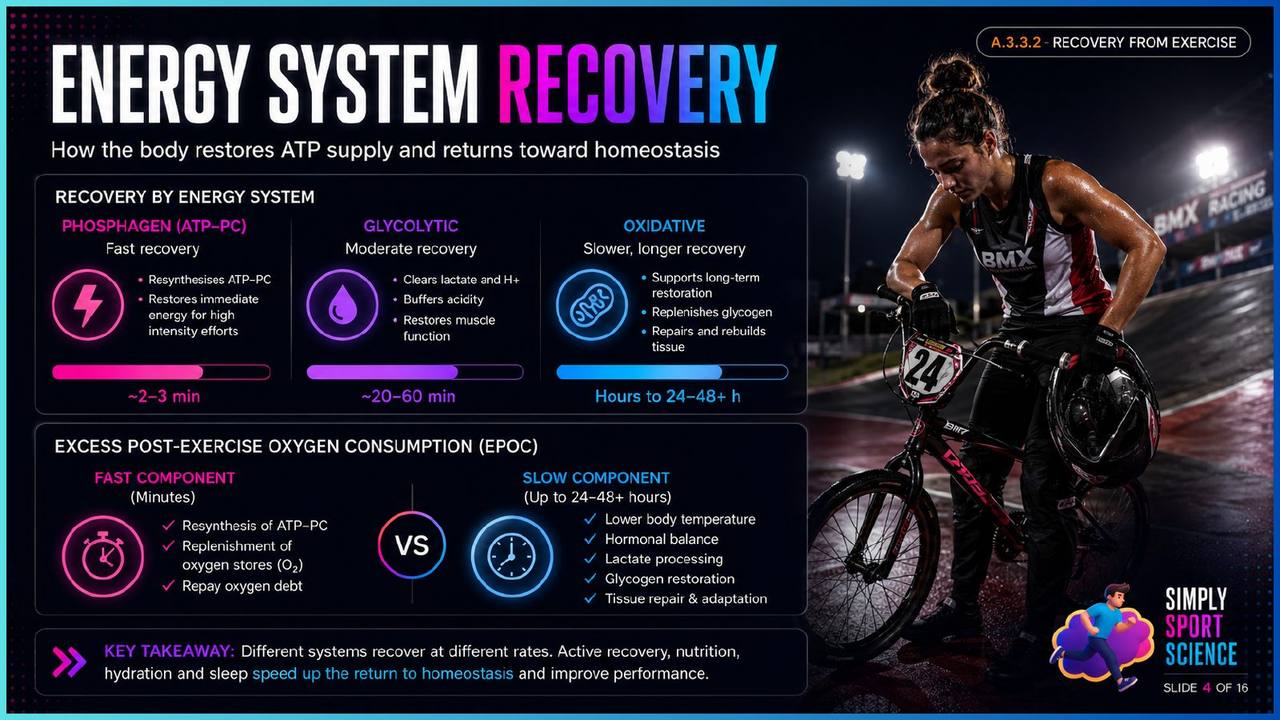 ENERGY SYSTEM RECOVERY
How the body restores ATP supply and returns toward homeostasis
A.3.3.2 - RECOVERY FROM EXERCISE
RECOVERY BY ENERGY SYSTEM
PHOSPHAGEN (ATP–PC)
Fast recovery
• Resynthesises ATP–PC
• Restores immediate
energy for high
intensity efforts
~2–3 min
GLYCOLYTIC
Moderate recovery
• Clears lactate and H+
• Buffers acidity
• Restores muscle
function
~20–60 min
OXIDATIVE
Slower, longer recovery
• Supports long-term
restoration
• Replenishes glycogen
• Repairs and rebuilds
tissue
Hours to 24–48+ h
EXCESS POST-EXERCISE OXYGEN CONSUMPTION (EPOC)
FAST COMPONENT
(Minutes)
✓ Resynthesis of ATP–PC
✓ Replenishment of
oxygen stores (O₂)
✓ Repay oxygen debt
VS
SLOW COMPONENT
(Up to 24–48+ hours)
✓ Lower body temperature
✓ Hormonal balance
✓ Lactate processing
✓ Glycogen restoration
✓ Tissue repair & adaptation
KEY TAKEAWAY: Different systems recover at different rates. Active recovery, nutrition,
hydration and sleep speed up the return to homeostasis and improve performance.
BMX RACING
BMX
24
SIMPLY
SPORT
SCIENCE
SLIDE 4 OF 16